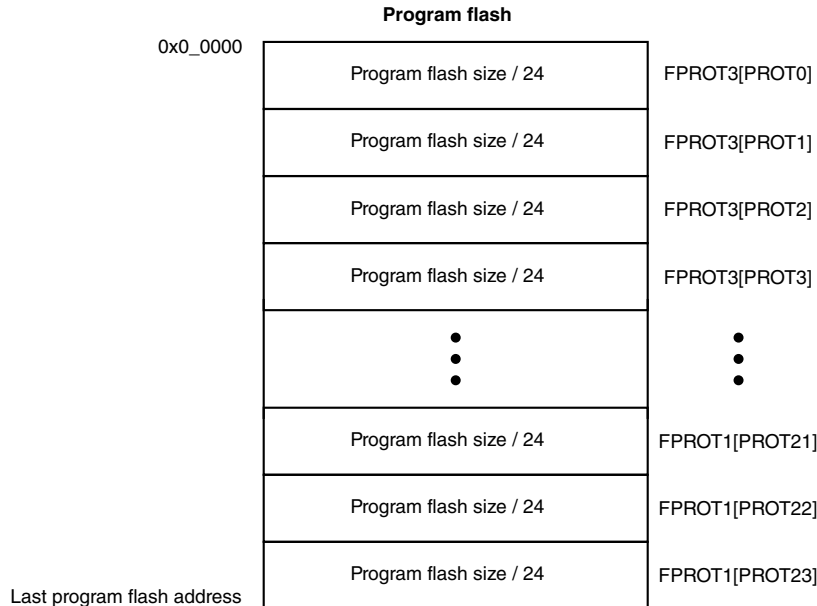 Program flash
0x0_0000
Program flash size / 24 FPROT3[PROT0]
Program flash size / 24 FPROT3[PROT1]
Program flash size / 24 FPROT3[PROT2]
Program flash size / 24 FPROT3[PROT3]
Program flash size / 24 FPROT1[PROT21]
Program flash size / 24 FPROT1[PROT22]
Program flash size / 24 FPROT1[PROT23]
Last program flash address